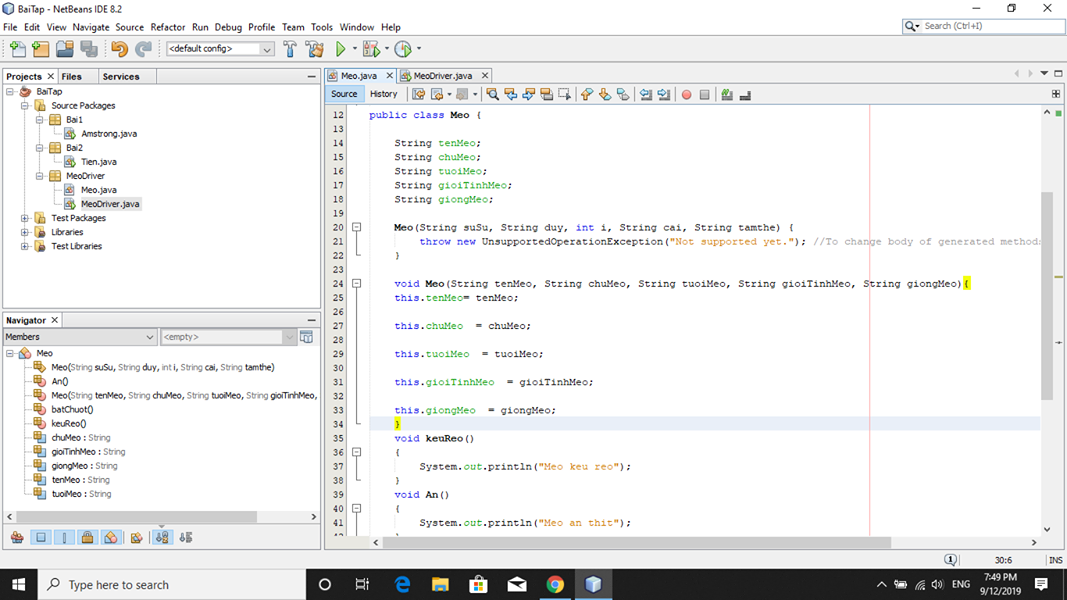 BaiTap - NetBeans IDE 8.2
File Edit View Navigate Source Refactor Run Debug Profile Team Tools Window Help
Search (Ctrl+I)
<default config>
Projects Files Services
BaiTap
Source Packages
Bai1
Amstrong.java
Bai2
Tien.java
MeoDriver
Meo.java
MeoDriver.java
Test Packages
Libraries
Test Libraries
Navigator
Members <empty>
Meo
Meo(String suSu, String duy, int i, String cai, String tamthe)
An()
Meo(String tenMeo, String chuMeo, String tuoiMeo, String gioiTinhMeo,
batChuot()
keuReo()
chuMeo : String
gioiTinhMeo : String
giongMeo : String
tenMeo : String
tuoiMeo : String
Meo.java MeoDriver.java
Source History
12 public class Meo {
13
14 String tenMeo;
15 String chuMeo;
16 String tuoiMeo;
17 String gioiTinhMeo;
18 String giongMeo;
19
20 Meo(String suSu, String duy, int i, String cai, String tamthe) {
21 throw new UnsupportedOperationException("Not supported yet."); //To change body of generated methods
22 }
23
24 void Meo(String tenMeo, String chuMeo, String tuoiMeo, String gioiTinhMeo, String giongMeo){
25 this.tenMeo= tenMeo;
26
27 this.chuMeo = chuMeo;
28
29 this.tuoiMeo = tuoiMeo;
30
31 this.gioiTinhMeo = gioiTinhMeo;
32
33 this.giongMeo = giongMeo;
34 }
35 void keuReo()
36 {
37 System.out.println("Meo keu reo");
38 }
39 void An()
40 {
41 System.out.println("Meo an thit");
1 30:6 INS
Type here to search
ENG
7:49 PM
9/12/2019